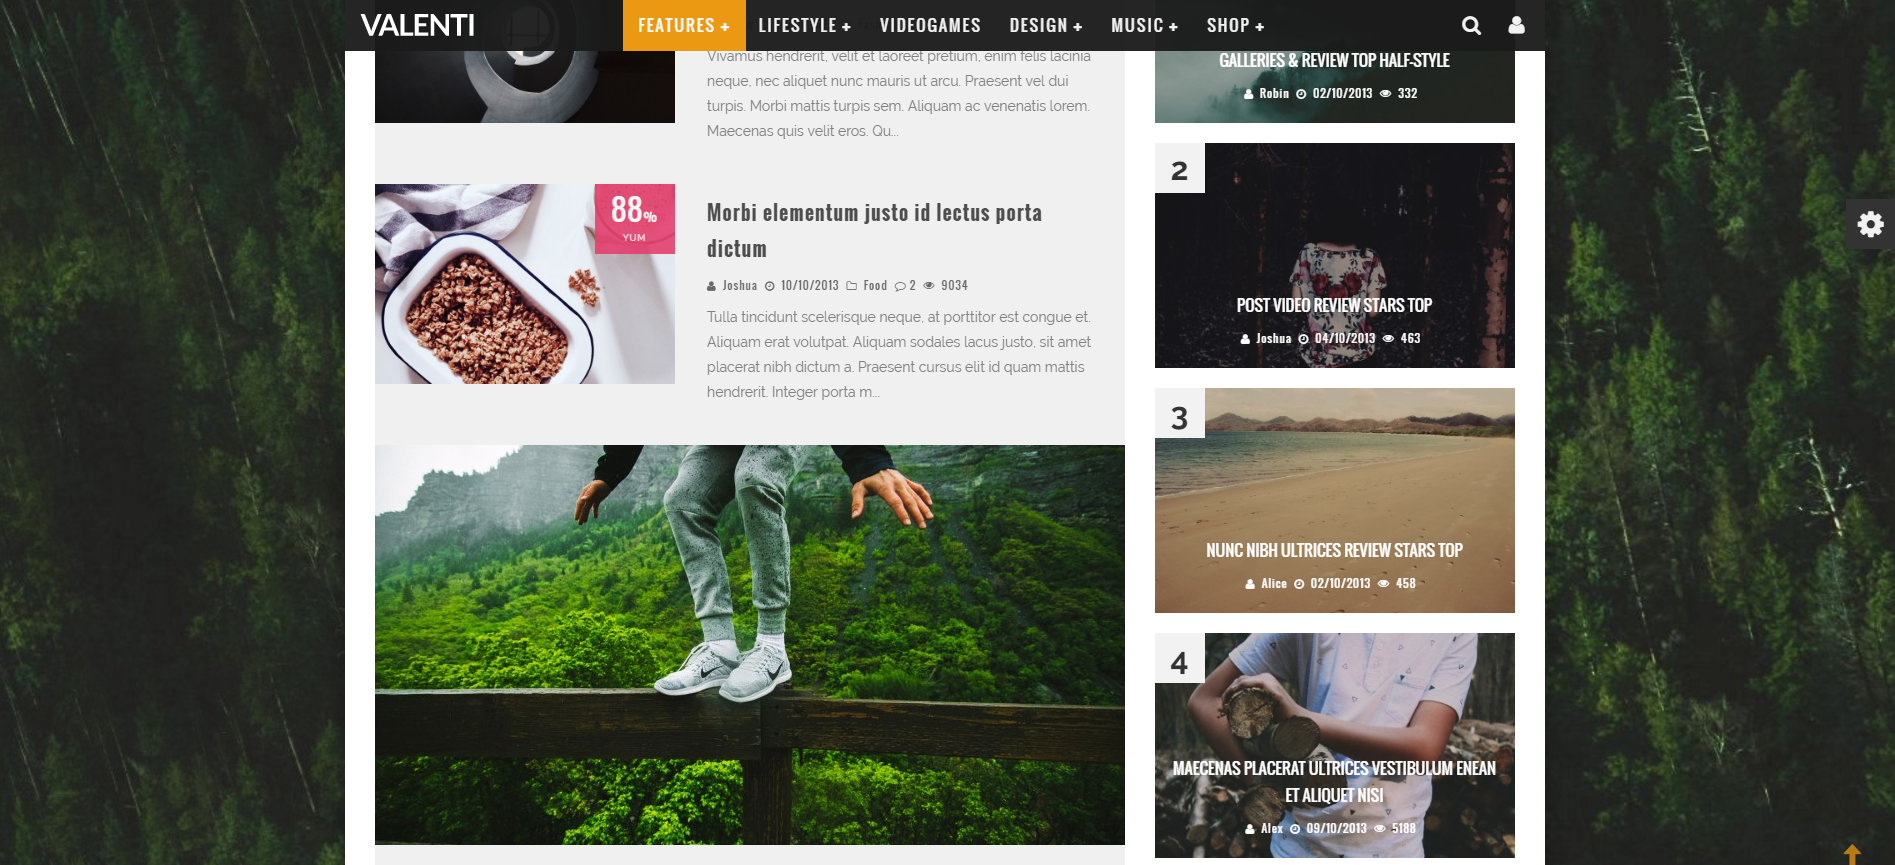 VALENTI
FEATURES +
LIFESTYLE +
VIDEOGAMES
DESIGN +
MUSIC +
SHOP +
Vivamus hendrerit, velit et laoreet pretium, enim felis lacinia
neque, nec aliquet nunc mauris ut arcu. Praesent vel dui
turpis. Morbi mattis turpis sem. Aliquam ac venenatis lorem.
Maecenas quis velit eros. Qu...
88%
YUM
Morbi elementum justo id lectus porta
dictum
Joshua 10/10/2013 Food 2 9034
Tulla tincidunt scelerisque neque, at porttitor est congue et.
Aliquam erat volutpat. Aliquam sodales lacus justo, sit amet
placerat nibh dictum a. Praesent cursus elit id quam mattis
hendrerit. Integer porta m...
GALLERIES & REVIEW TOP HALF-STYLE
Robin 02/10/2013 332
2
POST VIDEO REVIEW STARS TOP
Joshua 04/10/2013 463
3
NUNC NIBH ULTRICES REVIEW STARS TOP
Alice 02/10/2013 458
4
MAECENAS PLACERAT ULTRICES VESTIBULUM ENEAN
ET ALIQUET NISI
Alex 09/10/2013 5188